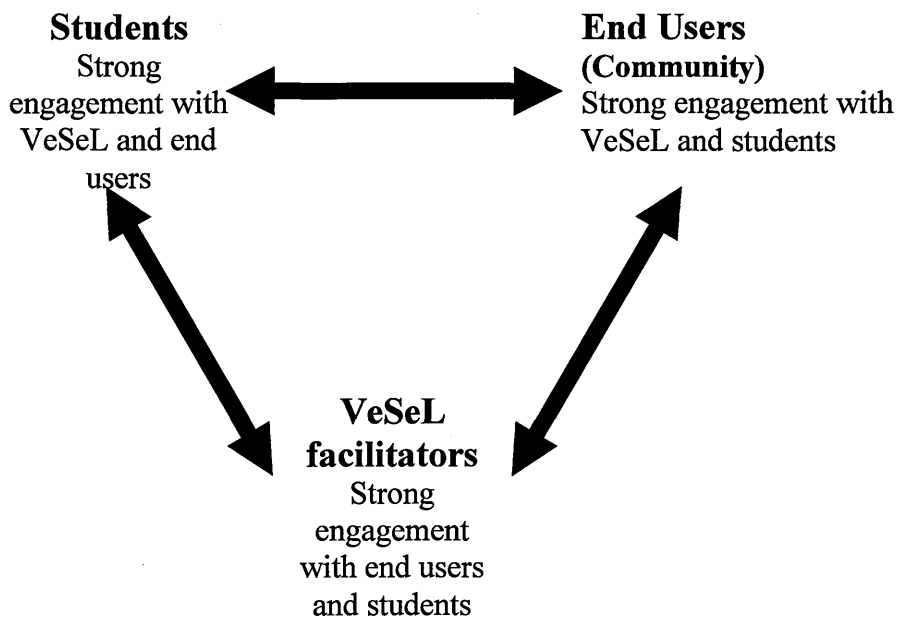 Students
Strong
engagement with
VeSeL and end
users
End Users
(Community)
Strong engagement with
VeSeL and students
VeSeL
facilitators
Strong
engagement
with end users
and students